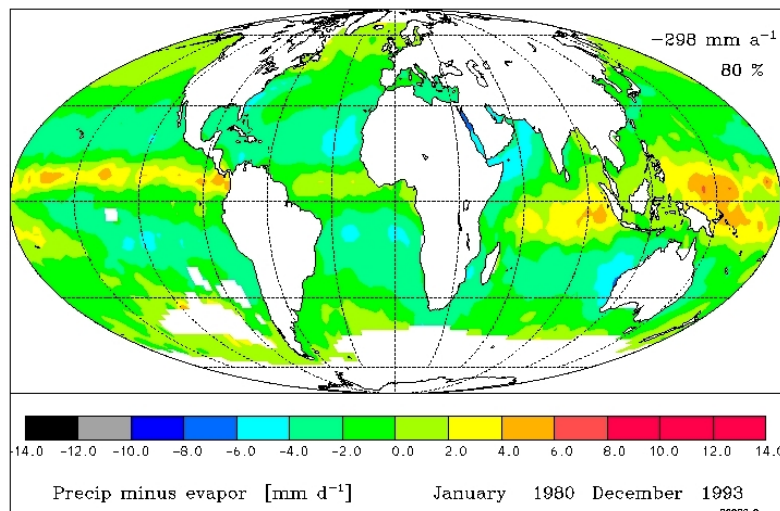 −298 mm a⁻¹
80 %
-14.0 -12.0 -10.0 -8.0 -6.0 -4.0 -2.0 0.0 2.0 4.0 6.0 8.0 10.0 12.0 14.0
Precip minus evapor [mm d⁻¹] January 1980 December 1993